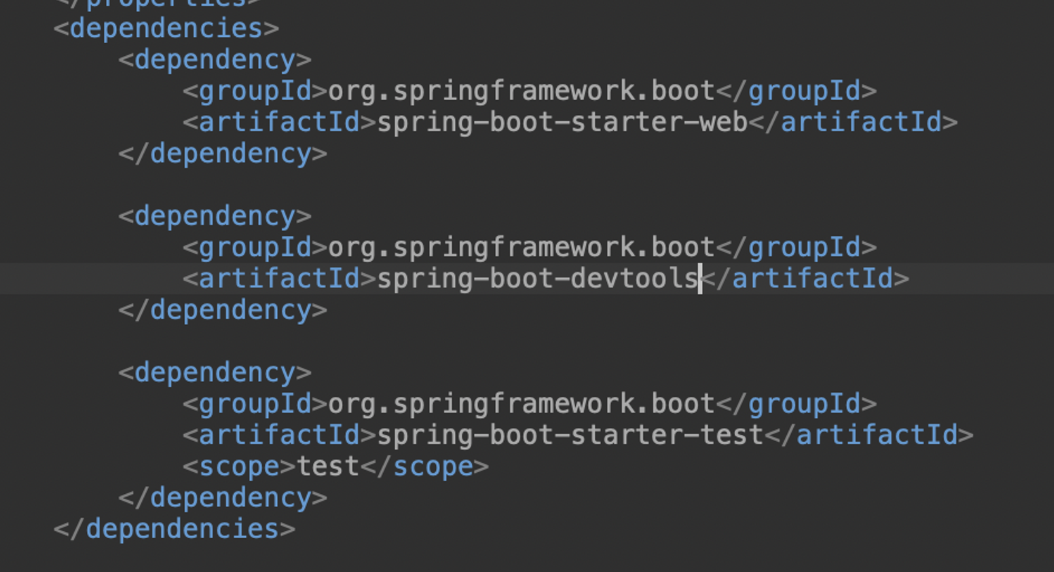 </properties>
<dependencies>
<dependency>
<groupId>org.springframework.boot</groupId>
<artifactId>spring-boot-starter-web</artifactId>
</dependency>
<dependency>
<groupId>org.springframework.boot</groupId>
<artifactId>spring-boot-devtools</artifactId>
</dependency>
<dependency>
<groupId>org.springframework.boot</groupId>
<artifactId>spring-boot-starter-test</artifactId>
<scope>test</scope>
</dependency>
</dependencies>